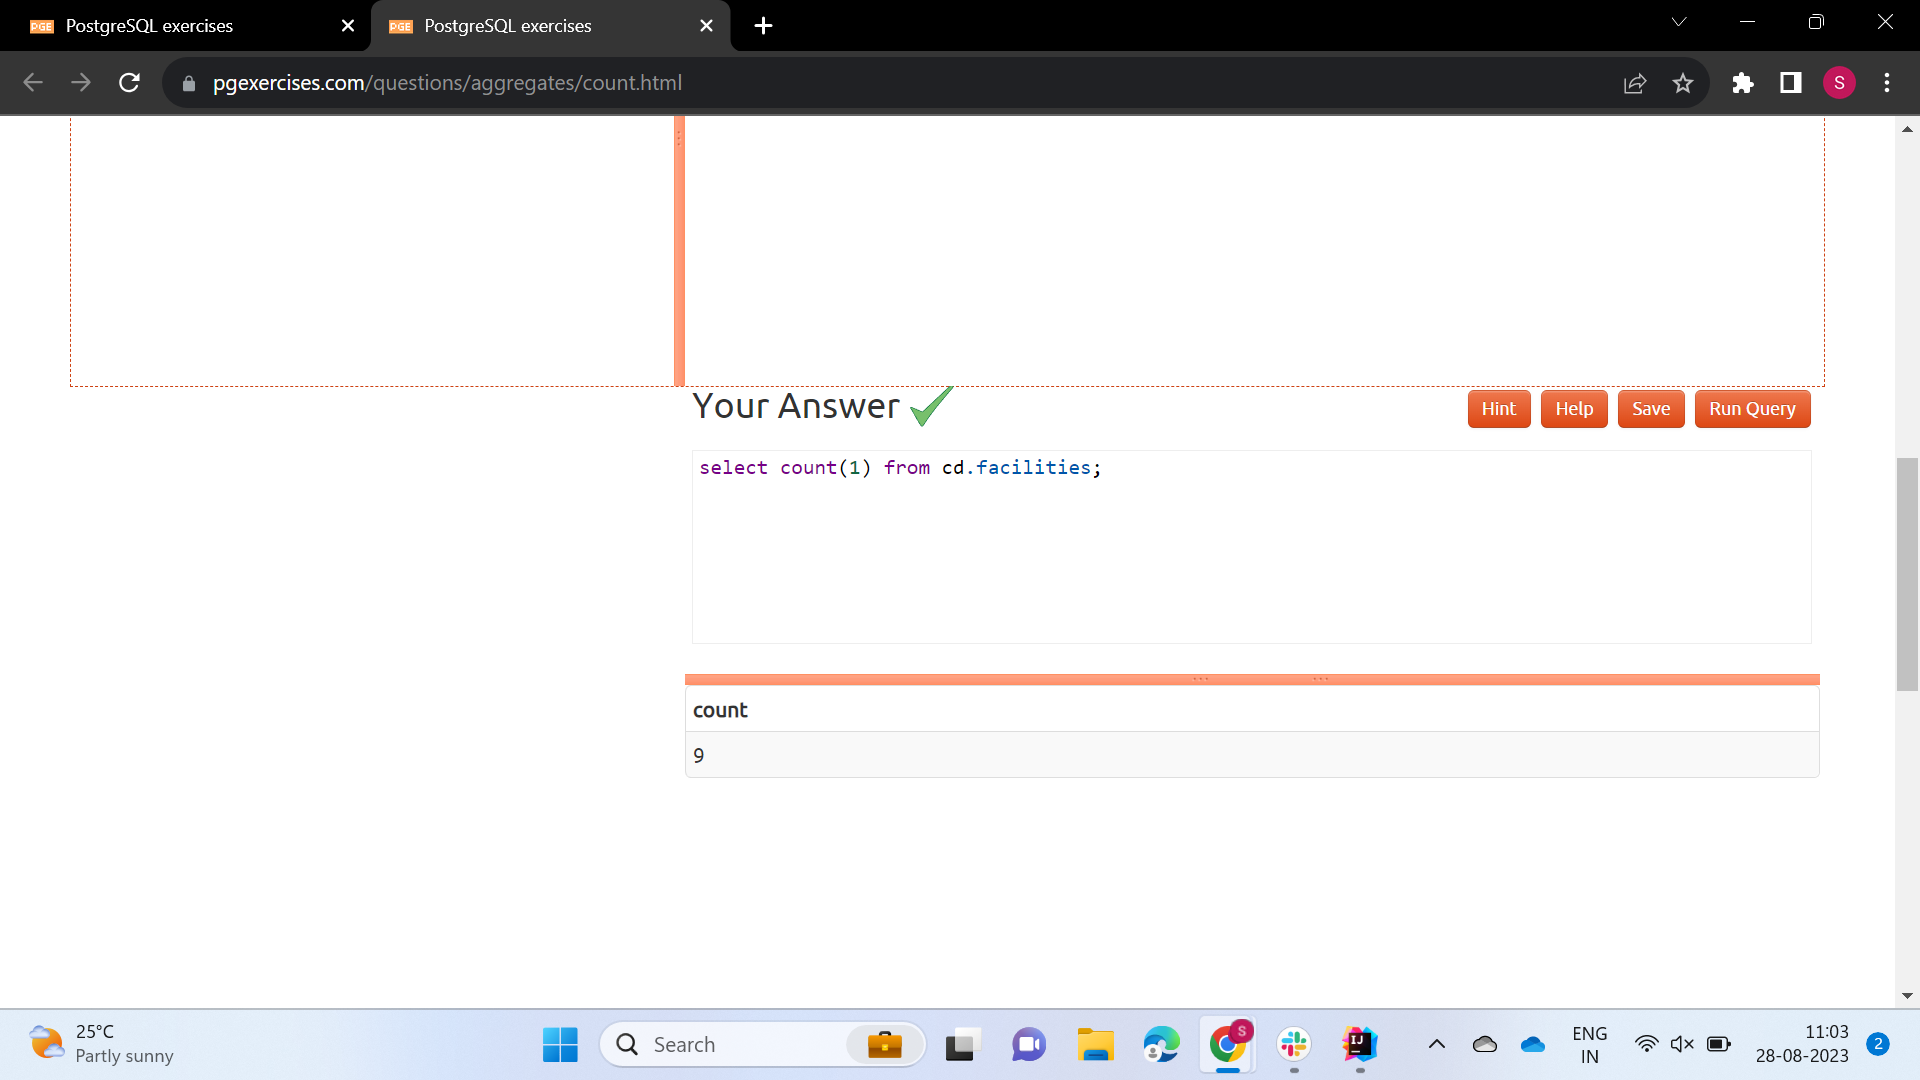 PGE PostgreSQL exercises
PGE PostgreSQL exercises
pgexercises.com/questions/aggregates/count.html
S
Your Answer
Hint
Help
Save
Run Query
select count(1) from cd.facilities;
count
9
25°C
Partly sunny
Search
S
IJ
ENG
IN
11:03
28-08-2023
2